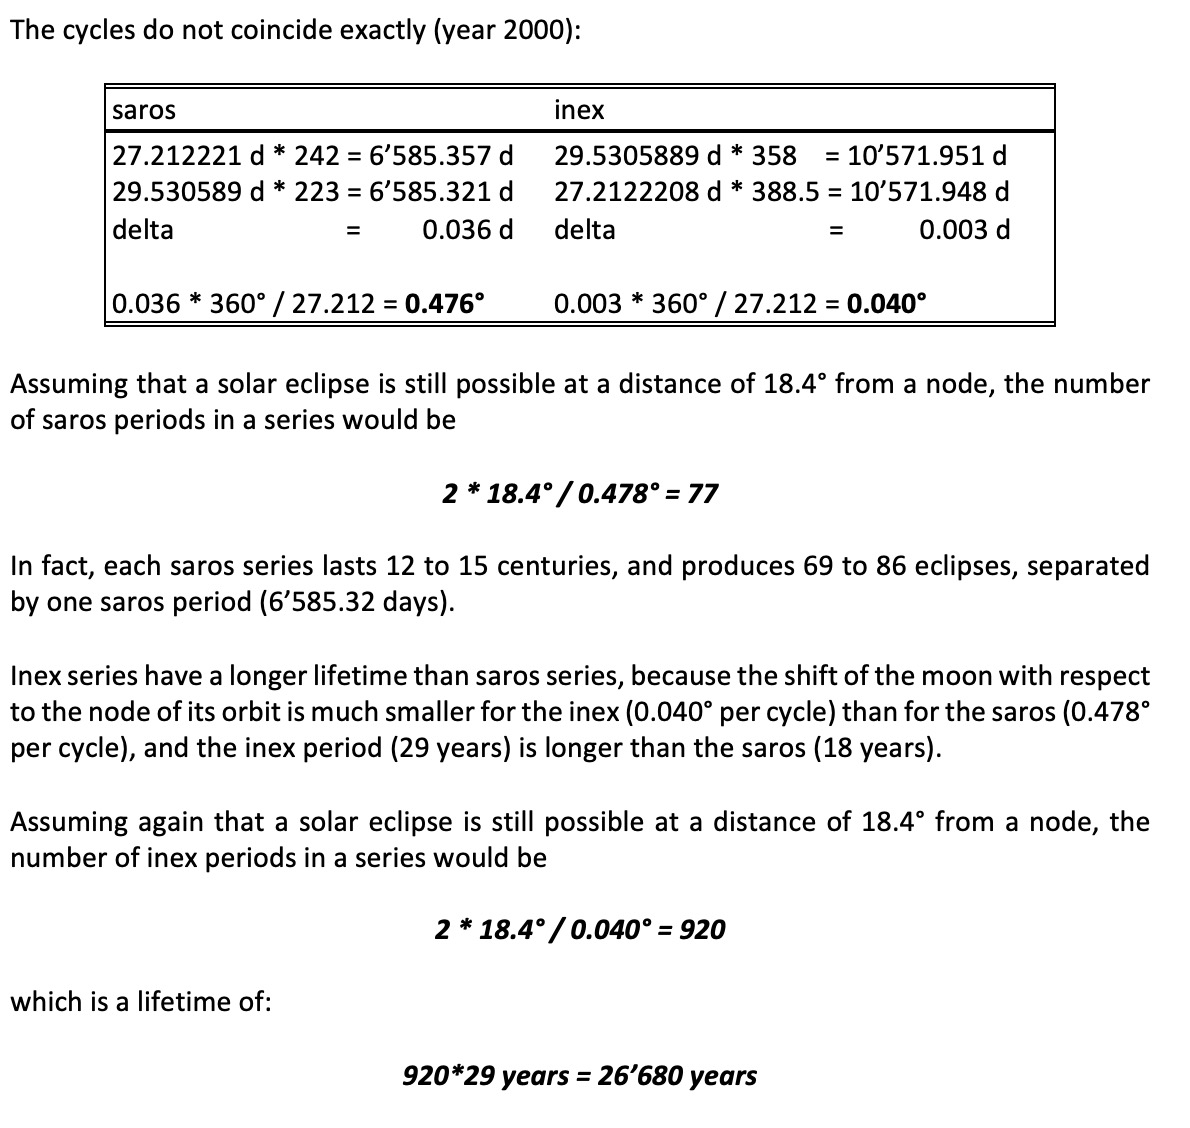 The cycles do not coincide exactly (year 2000):
saros inex
27.212221 d * 242 = 6’585.357 d 29.5305889 d * 358 = 10’571.951 d
29.530589 d * 223 = 6’585.321 d 27.2122208 d * 388.5 = 10’571.948 d
delta = 0.036 d delta = 0.003 d
0.036 * 360° / 27.212 = 0.476° 0.003 * 360° / 27.212 = 0.040°
Assuming that a solar eclipse is still possible at a distance of 18.4° from a node, the number
of saros periods in a series would be
2 * 18.4° / 0.478° = 77
In fact, each saros series lasts 12 to 15 centuries, and produces 69 to 86 eclipses, separated
by one saros period (6’585.32 days).
Inex series have a longer lifetime than saros series, because the shift of the moon with respect
to the node of its orbit is much smaller for the inex (0.040° per cycle) than for the saros (0.478°
per cycle), and the inex period (29 years) is longer than the saros (18 years).
Assuming again that a solar eclipse is still possible at a distance of 18.4° from a node, the
number of inex periods in a series would be
2 * 18.4° / 0.040° = 920
which is a lifetime of:
920*29 years = 26’680 years